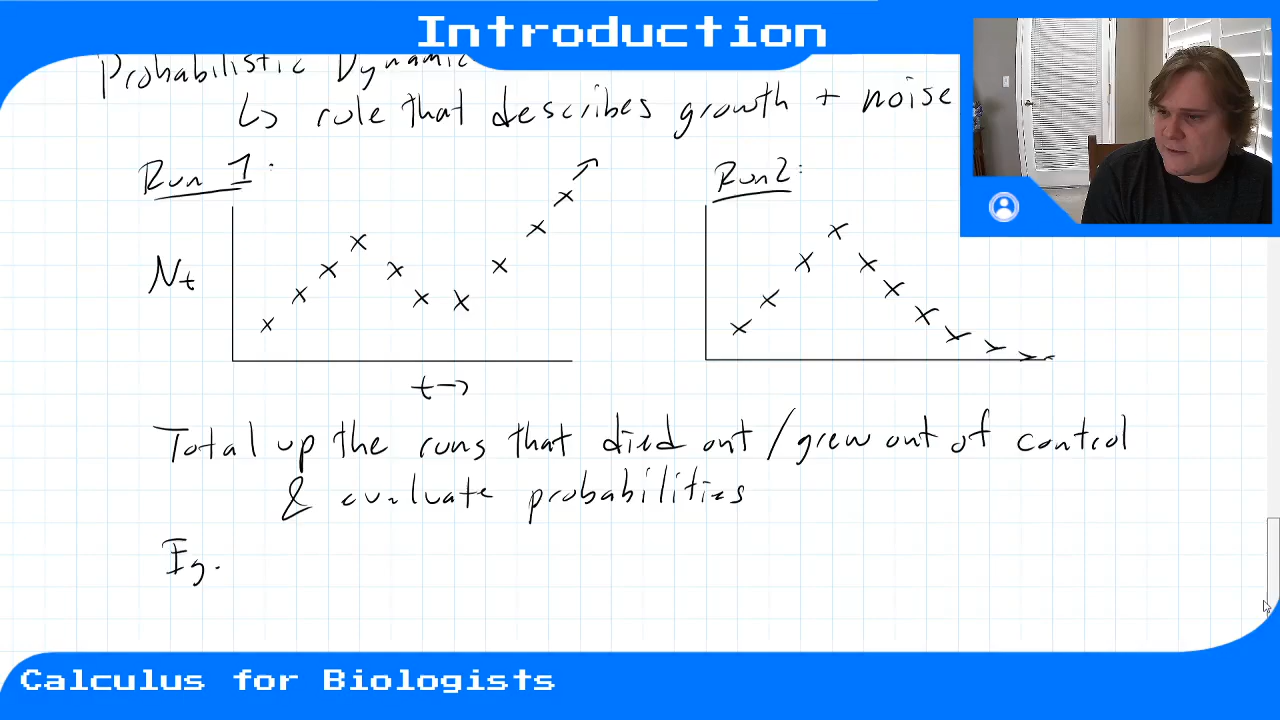 Introduction
Probabilistic Dynamic
↳ rule that describes growth + noise
Run 1:
Run 2:
Nt
t→
Total up the runs that died out / grew out of control
& evaluate probabilities
Eg.
Calculus for Biologists